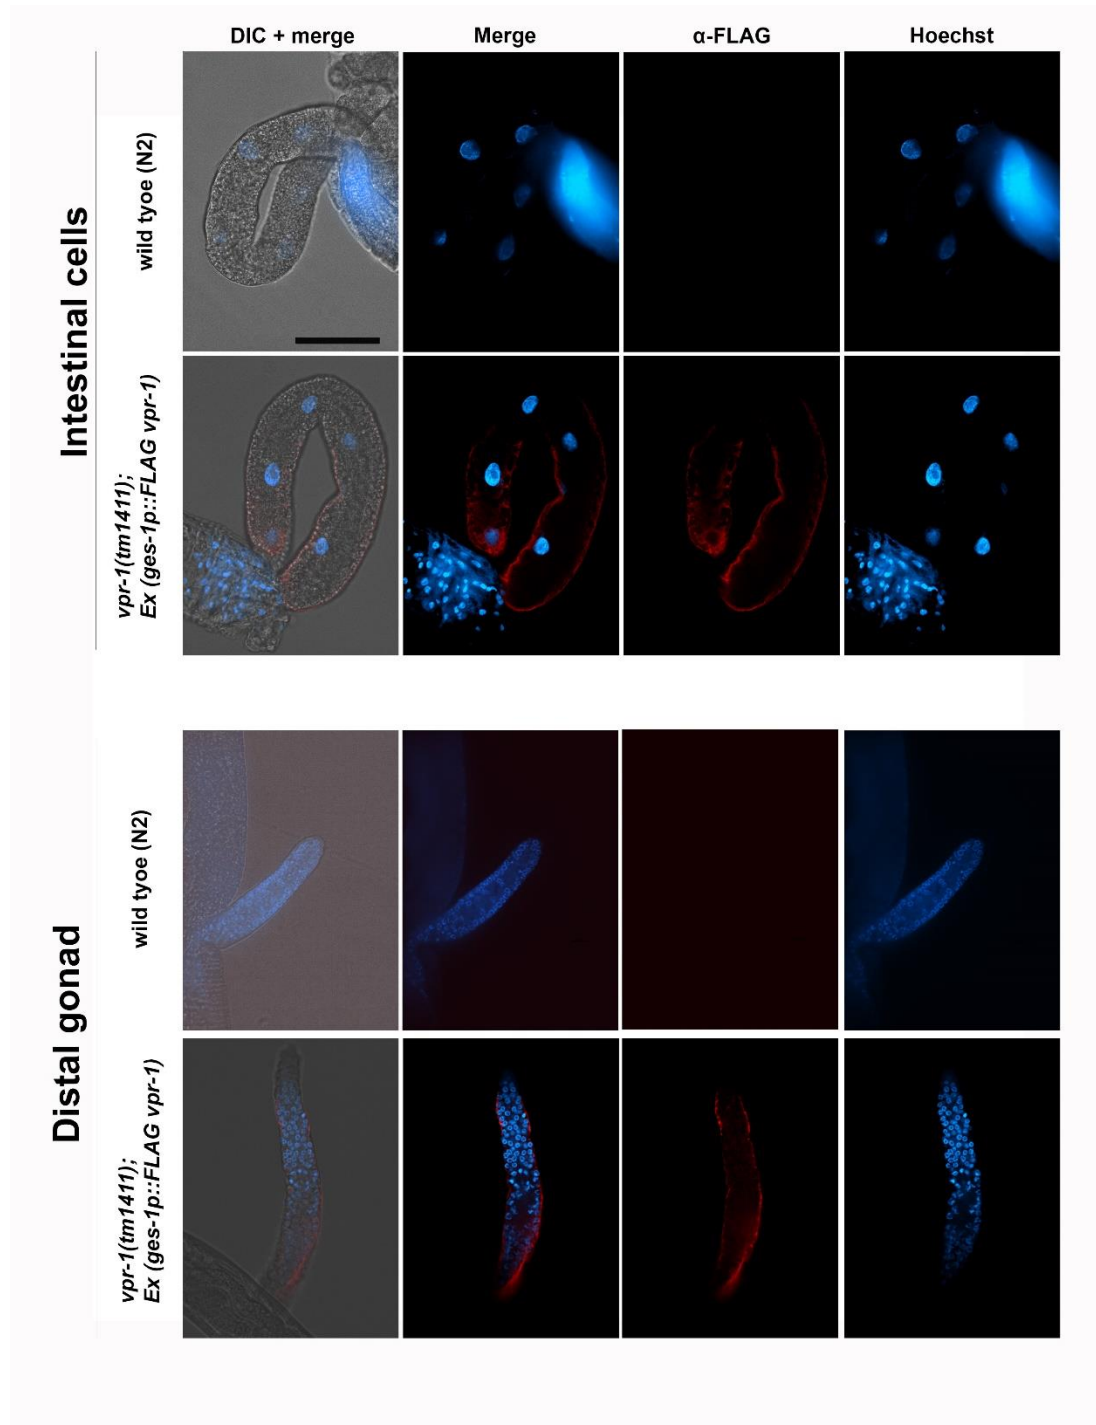 DIC + merge Merge α-FLAG Hoechst
Intestinal cells
wild tyoe (N2)
vpr-1(tm1411);
Ex (ges-1p::FLAG vpr-1)
Distal gonad
wild tyoe (N2)
vpr-1(tm1411);
Ex (ges-1p::FLAG vpr-1)